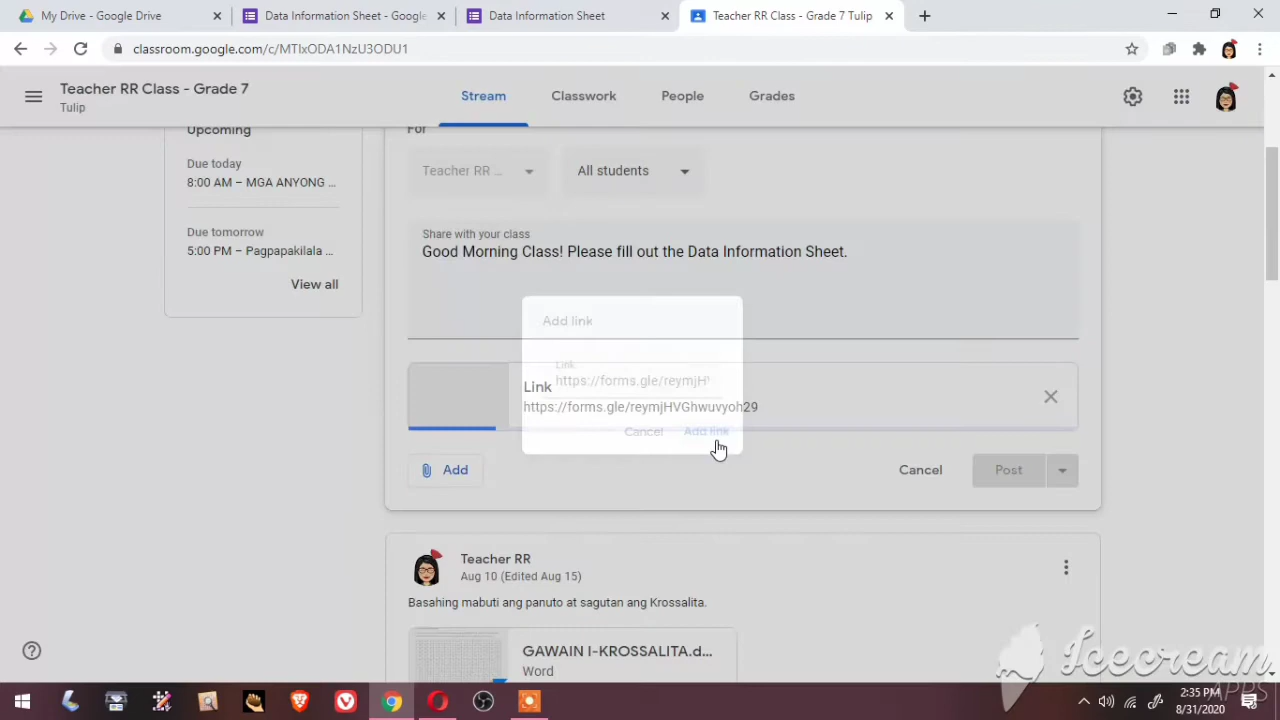 My Drive - Google Drive
Data Information Sheet - Google
Data Information Sheet
Teacher RR Class - Grade 7 Tulip
classroom.google.com/c/MTIxODA1NzU3ODU1
Teacher RR Class - Grade 7
Tulip
Stream
Classwork
People
Grades
Upcoming
Due today
8:00 AM – MGA ANYONG ...
Due tomorrow
5:00 PM – Pagpapakilala ...
View all
For
Teacher RR ...
All students
Share with your class
Good Morning Class! Please fill out the Data Information Sheet.
Add link
Link
https://forms.gle/reymjH
Link
https://forms.gle/reymjHVGhwuvyoh29
Cancel
Add link
Add
Cancel
Post
Teacher RR
Aug 10 (Edited Aug 15)
Basahing mabuti ang panuto at sagutan ang Krossalita.
GAWAIN I-KROSSALITA.d...
Word
Icecream
APPS
2:35 PM
8/31/2020